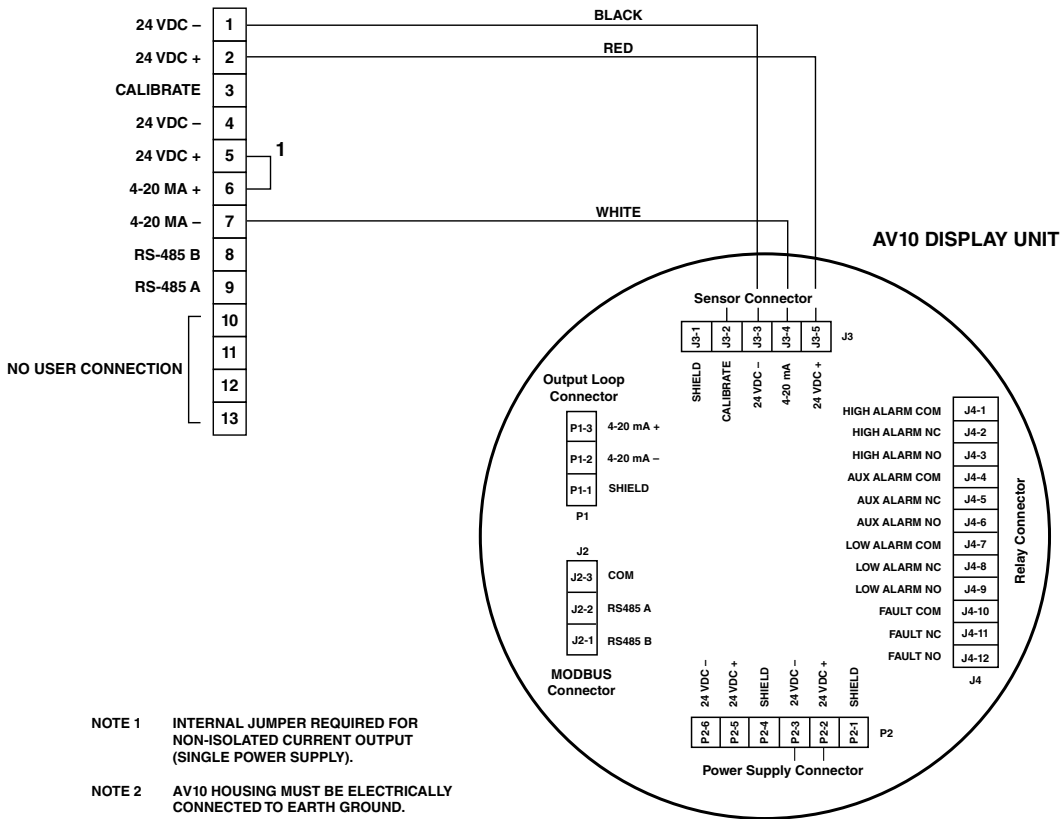 24 VDC – 1
24 VDC + 2
CALIBRATE 3
24 VDC – 4
24 VDC + 5
4-20 MA + 6
4-20 MA – 7
RS-485 B 8
RS-485 A 9
10
11
12
13
NO USER CONNECTION
1
BLACK
RED
WHITE
AV10 DISPLAY UNIT
Sensor Connector
J3-1 J3-2 J3-3 J3-4 J3-5 J3
SHIELD
CALIBRATE
24 VDC –
4-20 mA
24 VDC +
Output Loop
Connector
P1-3 4-20 mA +
P1-2 4-20 mA –
P1-1 SHIELD
P1
J2
J2-3 COM
J2-2 RS485 A
J2-1 RS485 B
MODBUS
Connector
HIGH ALARM COM J4-1
HIGH ALARM NC J4-2
HIGH ALARM NO J4-3
AUX ALARM COM J4-4
AUX ALARM NC J4-5
AUX ALARM NO J4-6
LOW ALARM COM J4-7
LOW ALARM NC J4-8
LOW ALARM NO J4-9
FAULT COM J4-10
FAULT NC J4-11
FAULT NO J4-12
J4
Relay Connector
24 VDC –
24 VDC +
SHIELD
24 VDC –
24 VDC +
SHIELD
P2-6 P2-5 P2-4 P2-3 P2-2 P2-1 P2
Power Supply Connector
NOTE 1 INTERNAL JUMPER REQUIRED FOR
NON-ISOLATED CURRENT OUTPUT
(SINGLE POWER SUPPLY).
NOTE 2 AV10 HOUSING MUST BE ELECTRICALLY
CONNECTED TO EARTH GROUND.